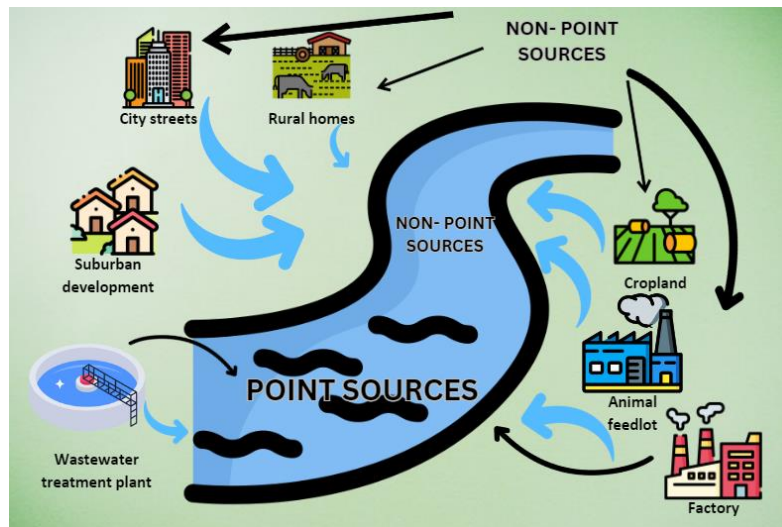 NON- POINT
SOURCES
City streets
Rural homes
NON- POINT
SOURCES
Suburban
development
Cropland
POINT SOURCES
Animal
feedlot
Wastewater
treatment plant
Factory